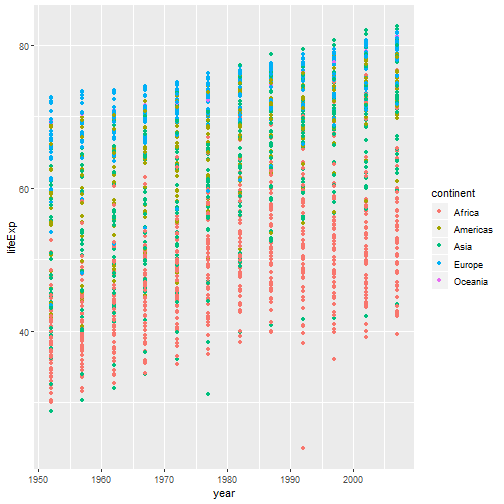 80
60
40
lifeExp
1950
1960
1970
1980
1990
2000
year
continent
Africa
Americas
Asia
Europe
Oceania